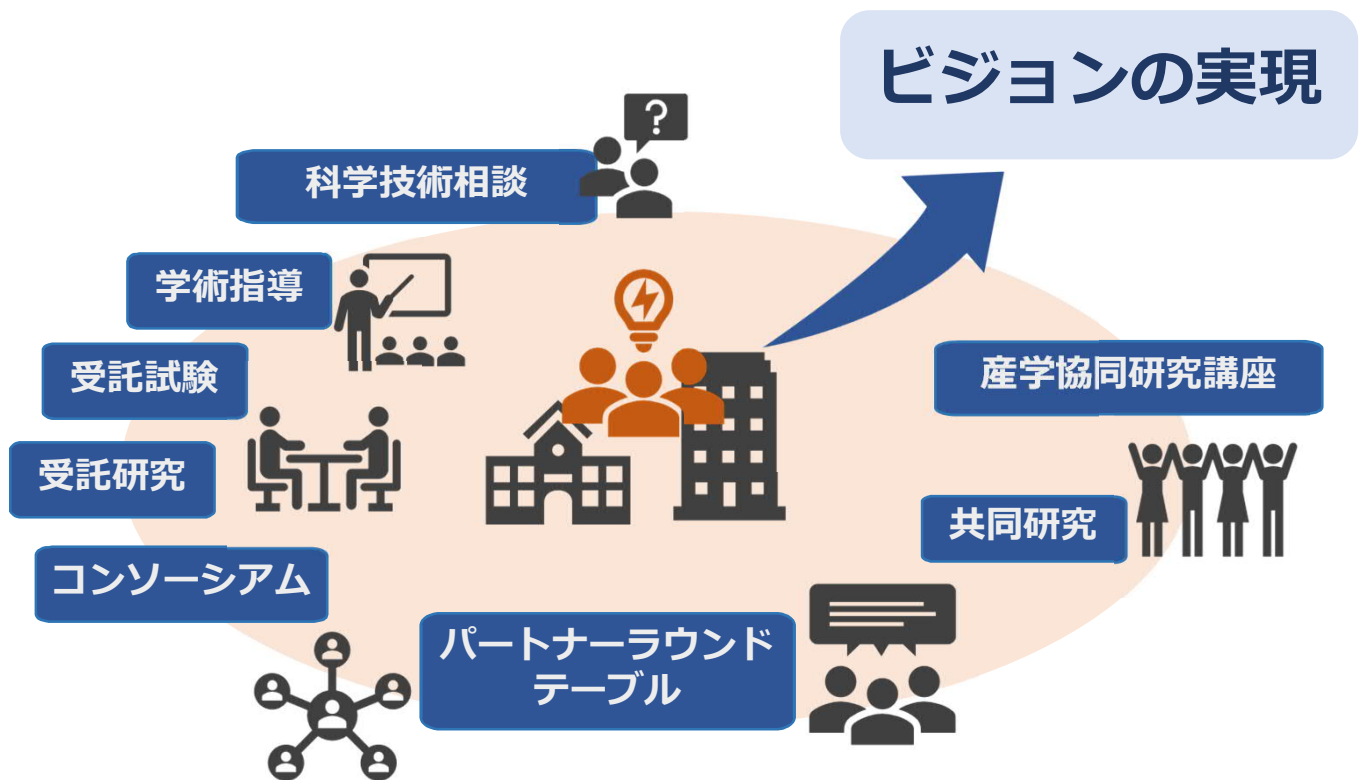 ビジョンの実現
?
科学技術相談
学術指導
受託試験
産学協同研究講座
受託研究
共同研究
コンソーシアム
パートナーラウンド
テーブル